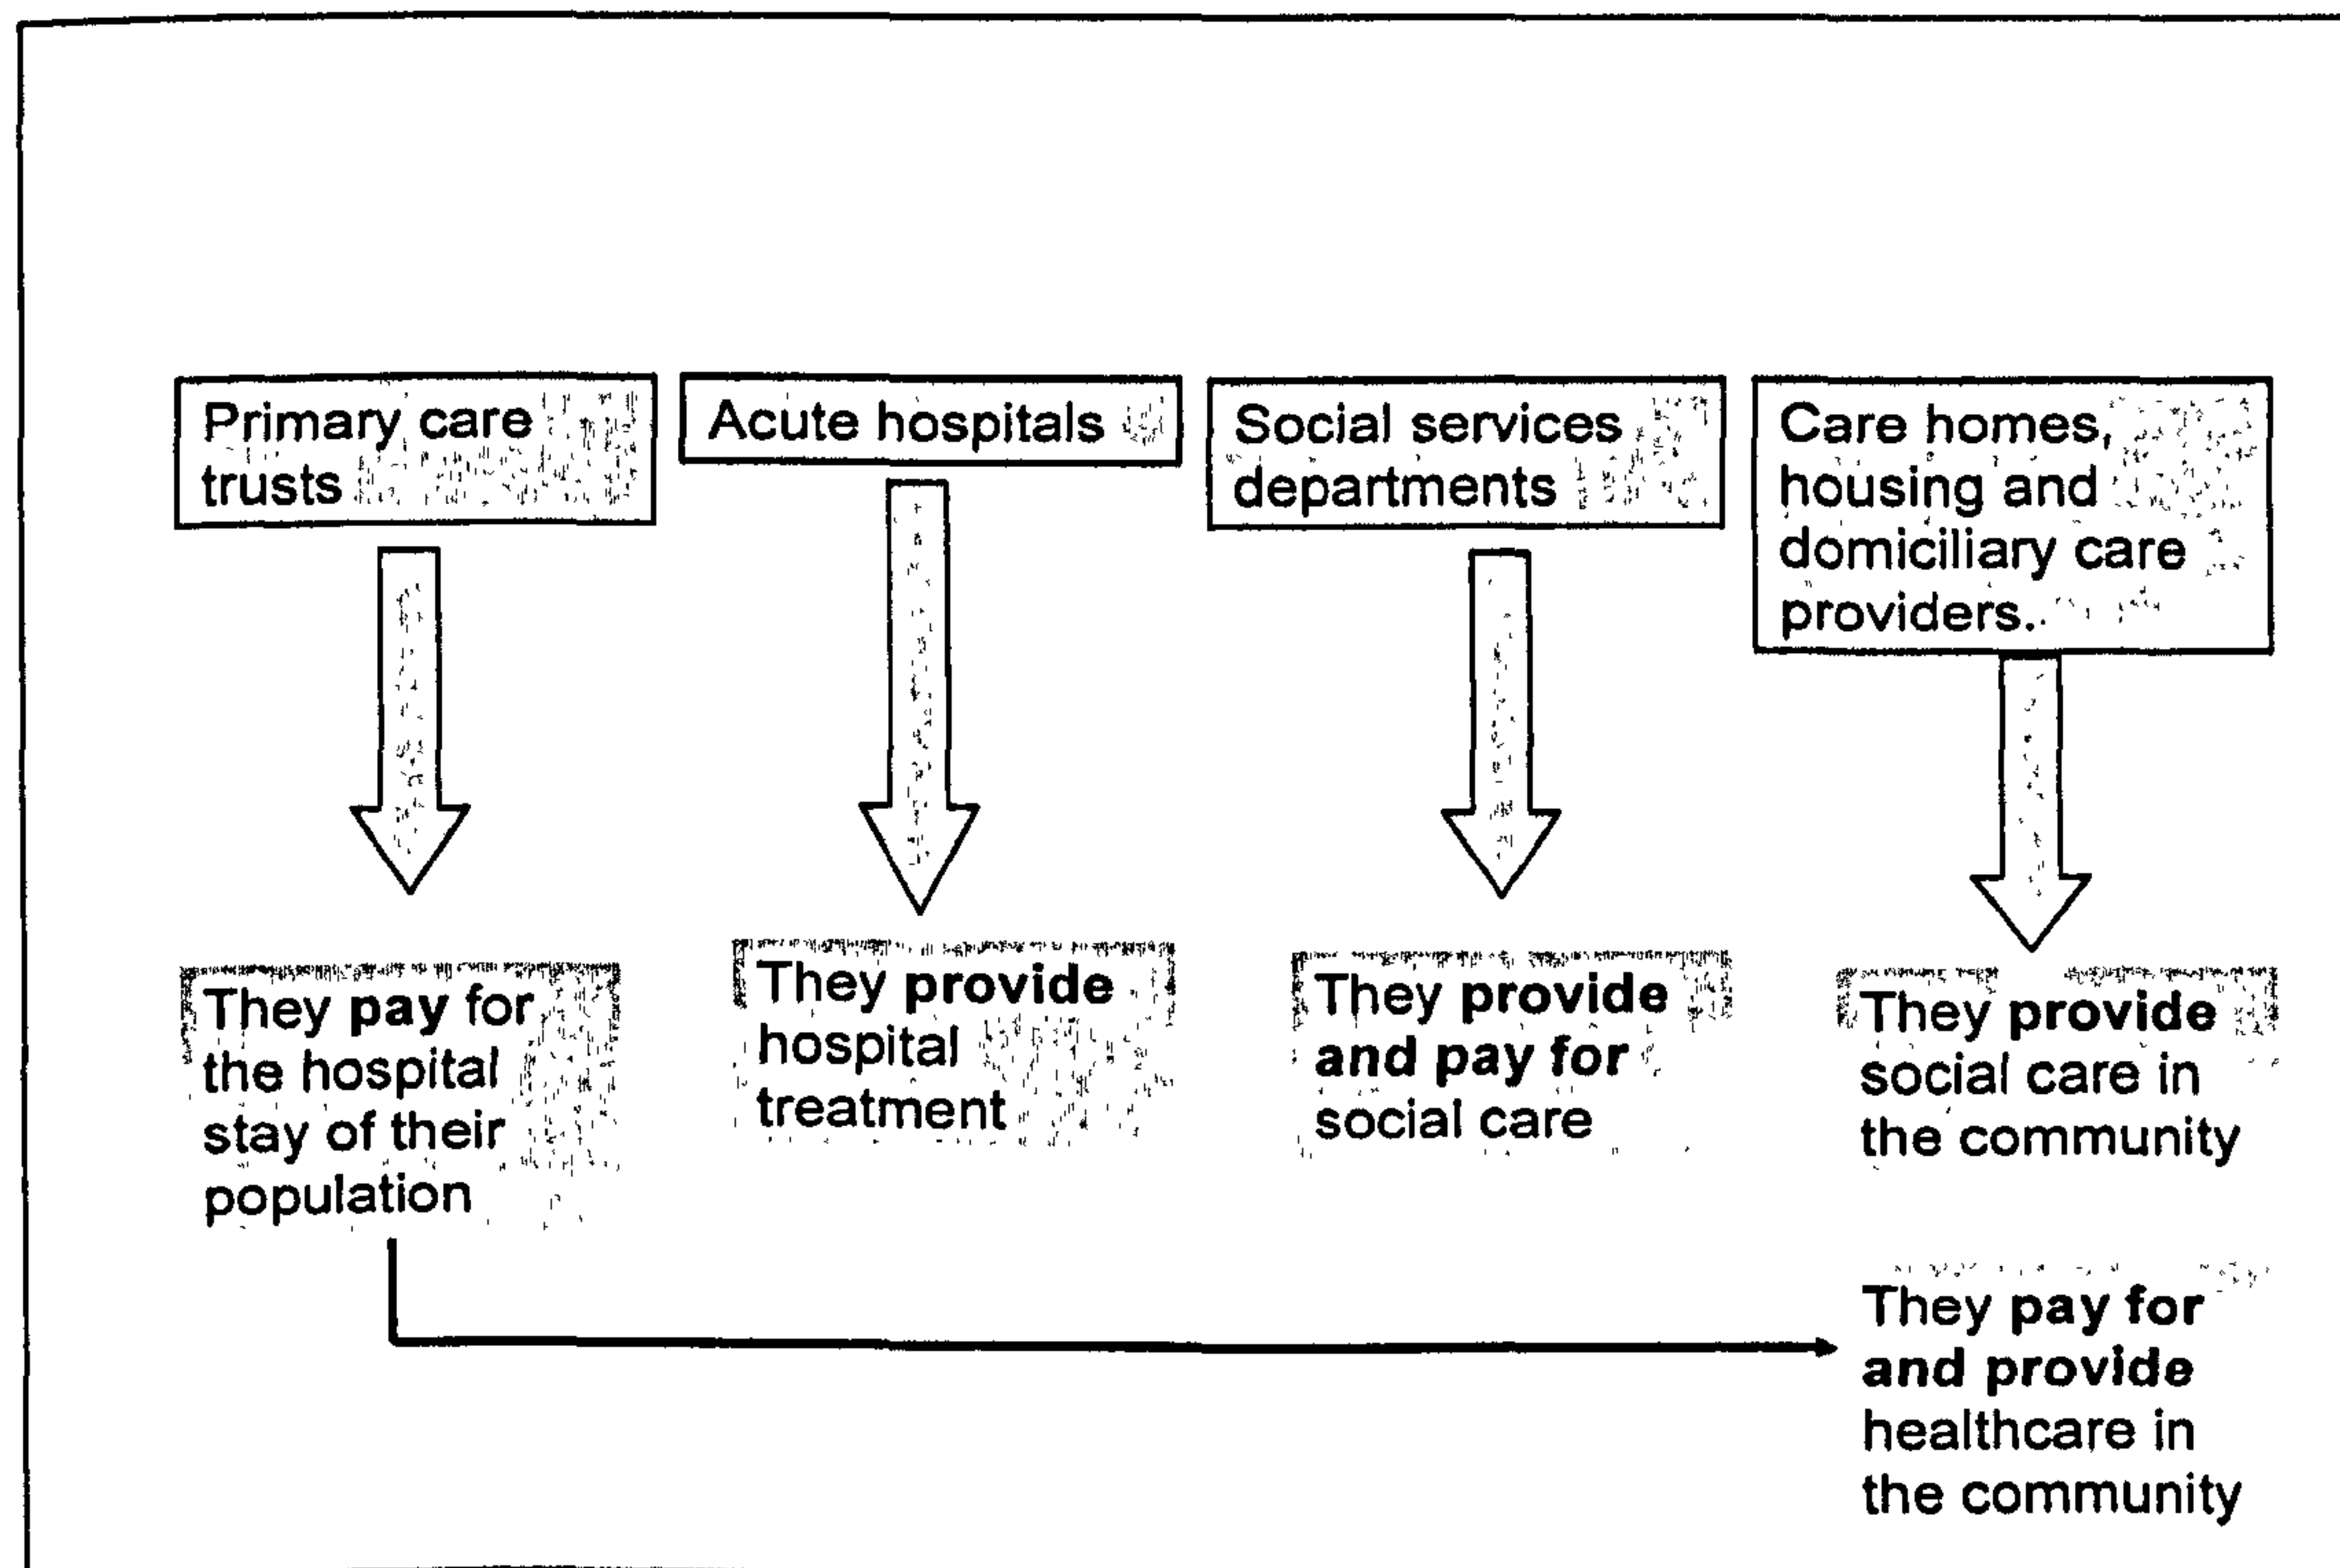 Primary care
trusts
Acute hospitals
Social services
departments
Care homes,
housing and
domiciliary care
providers.
They pay for
the hospital
stay of their
population
They provide
hospital
treatment
They provide
and pay for
social care
They provide
social care in
the community
They pay for
and provide
healthcare in
the community